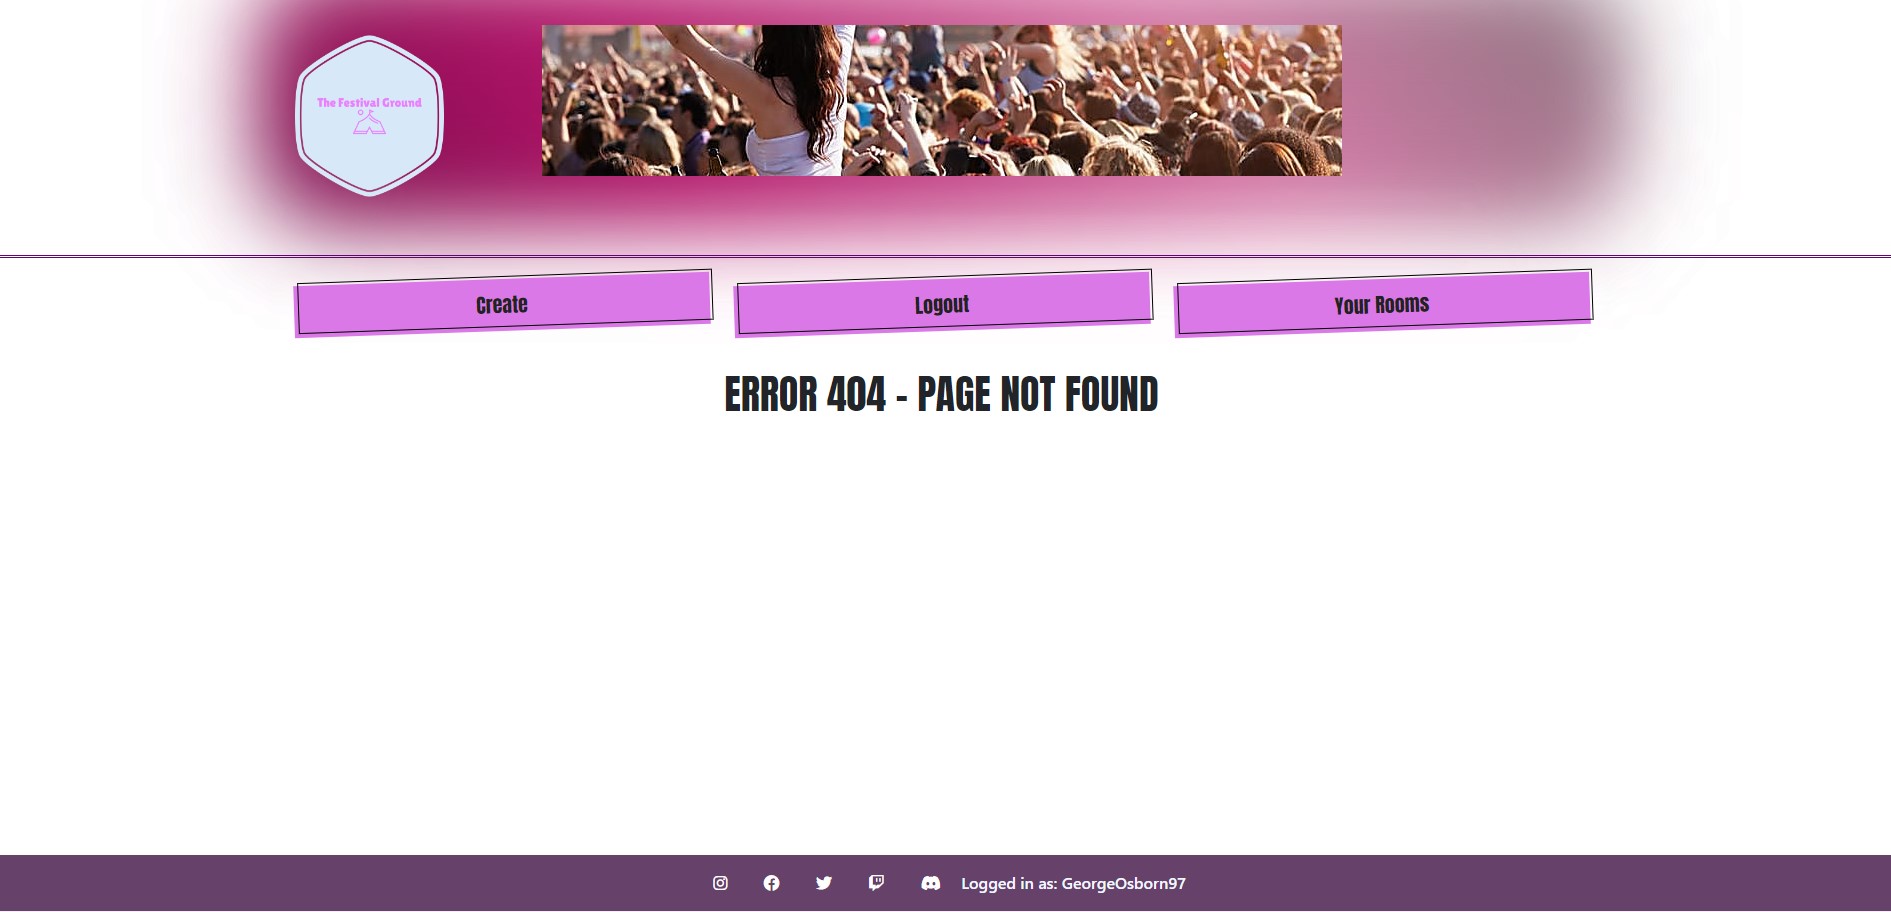 The Festival Ground
Create
Logout
Your Rooms
ERROR 404 - PAGE NOT FOUND
Logged in as: GeorgeOsborn97